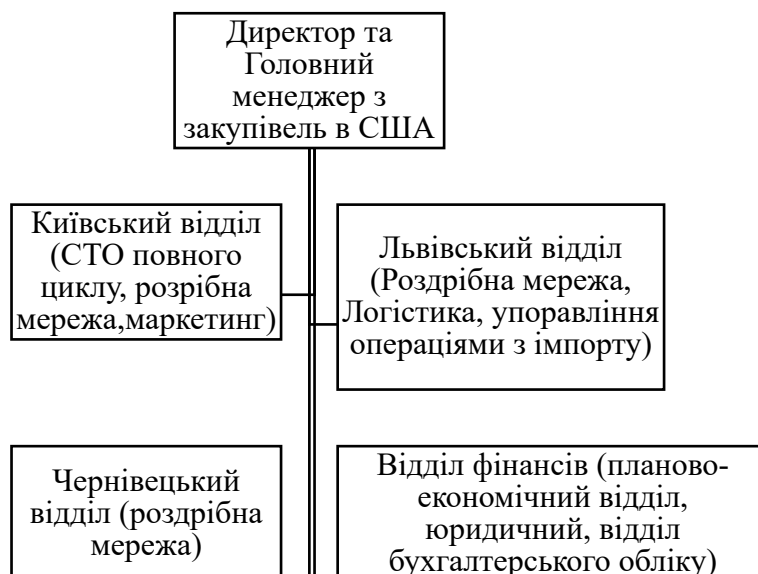 Директор та
Головний
менеджер з
закупівель в США
Київський відділ
(СТО повного
циклу, розрібна
мережа,маркетинг)
Львівський відділ
(Роздрібна мережа,
Логістика, упоравління
операціями з імпорту)
Чернівецький
відділ (роздрібна
мережа)
Відділ фінансів (планово-
економічний відділ,
юридичний, відділ
бухгалтерського обліку)